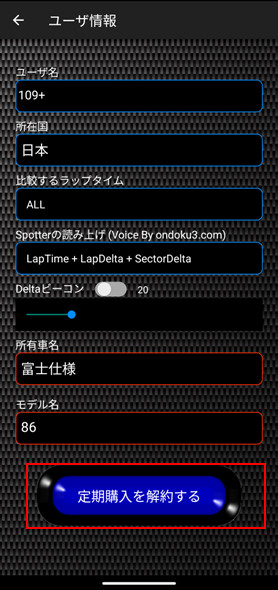 ユーザ情報
ユーザ名
109+
所在国
日本
比較するラップタイム
ALL
Spotterの読み上げ (Voice By ondoku3.com)
LapTime + LapDelta + SectorDelta
Deltaビーコン 20
所有車名
富士仕様
モデル名
86
定期購入を解約する